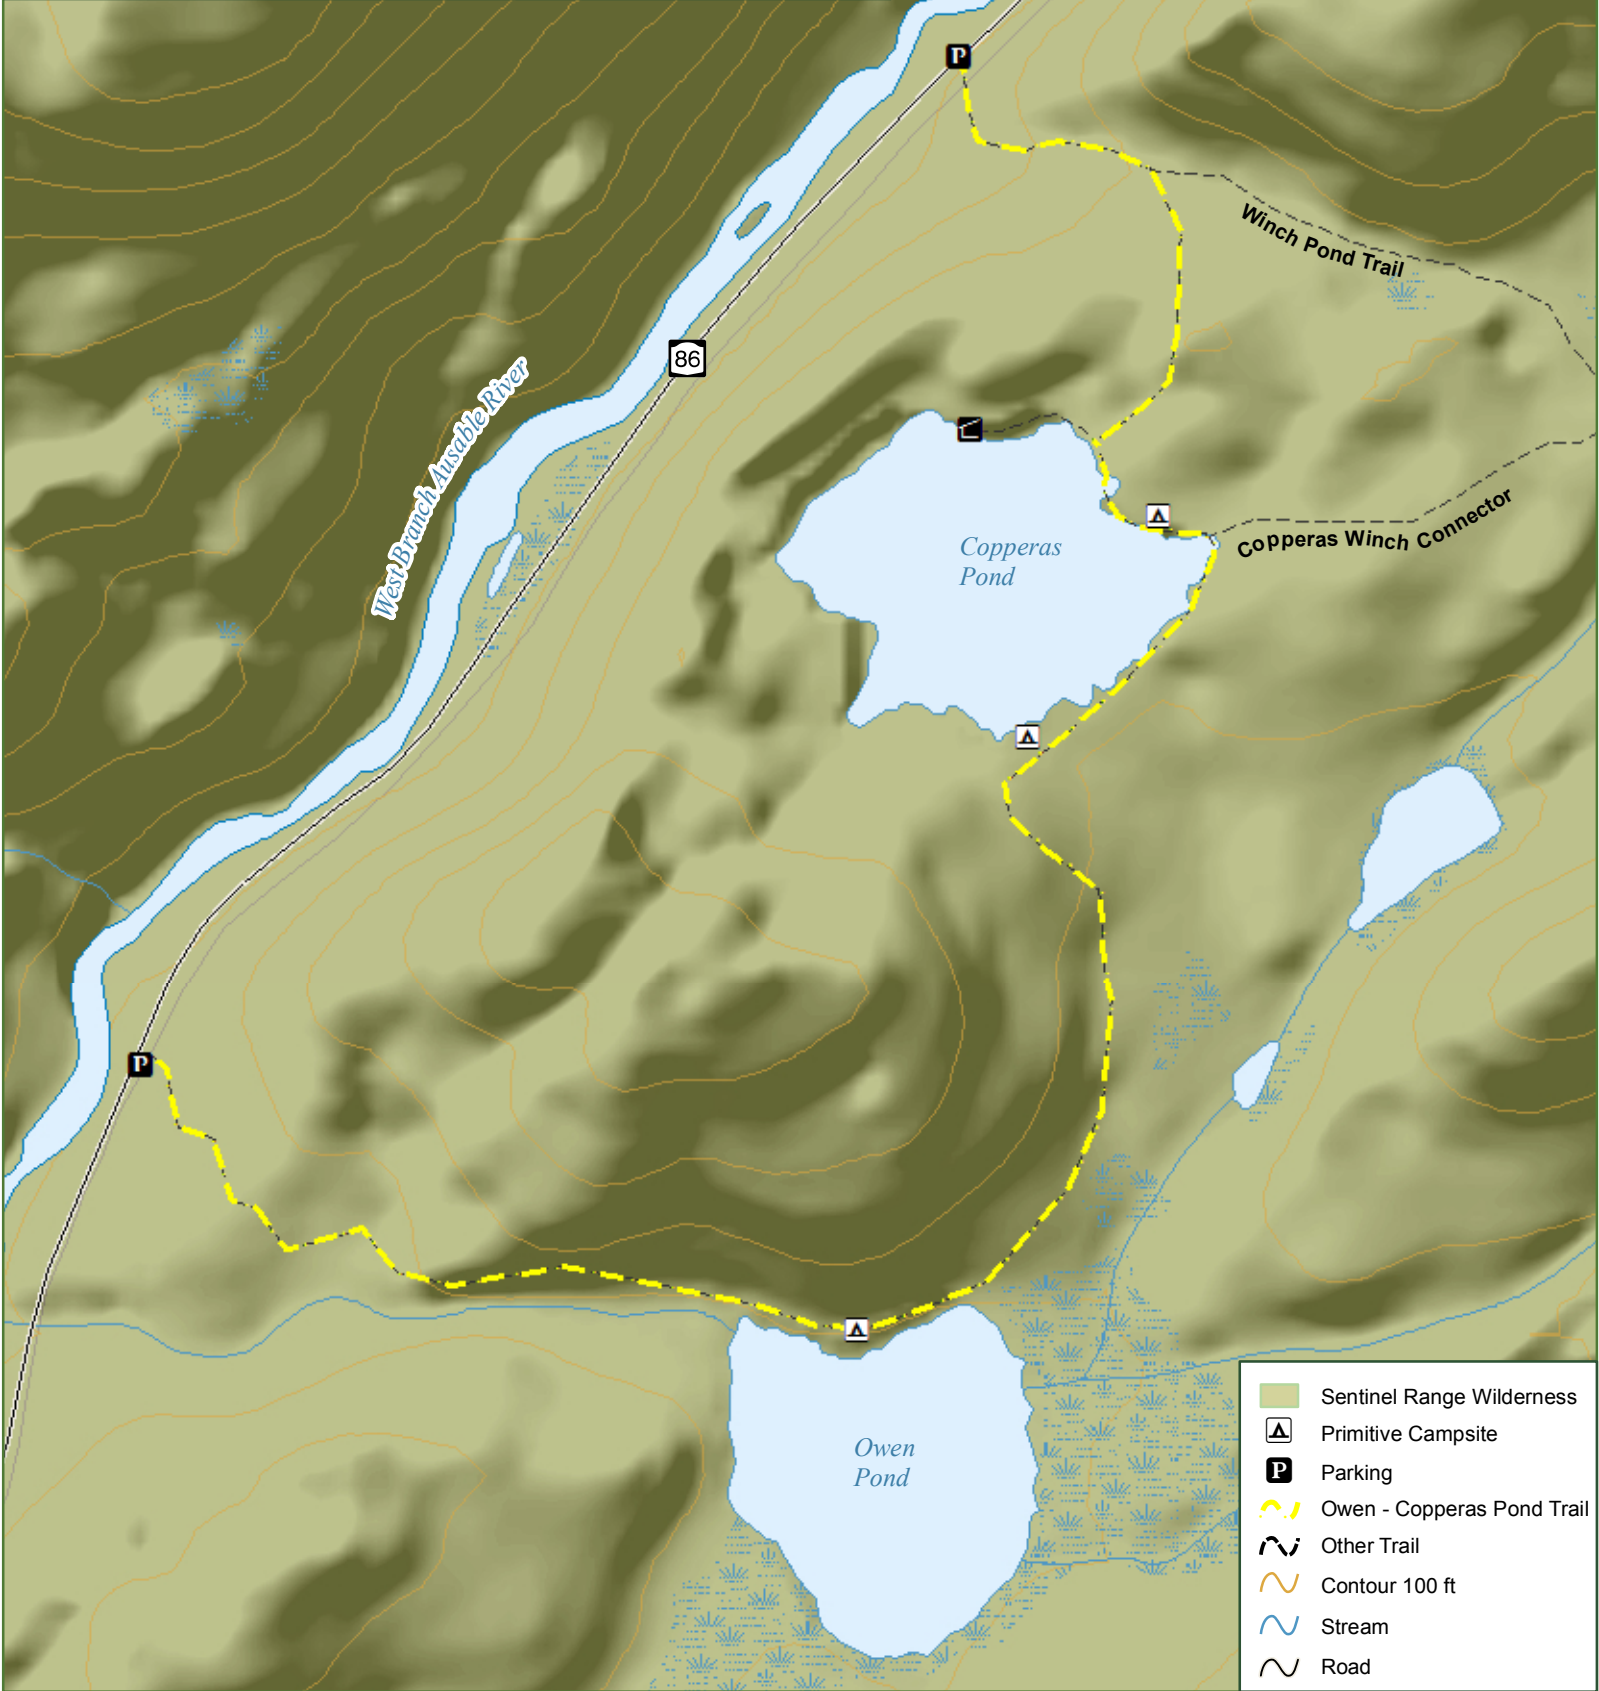 P
Winch Pond Trail
86
West Branch Ausable River
Copperas
Pond
Copperas Winch Connector
P
Owen
Pond
Sentinel Range Wilderness
Primitive Campsite
P Parking
Owen - Copperas Pond Trail
Other Trail
Contour 100 ft
Stream
Road